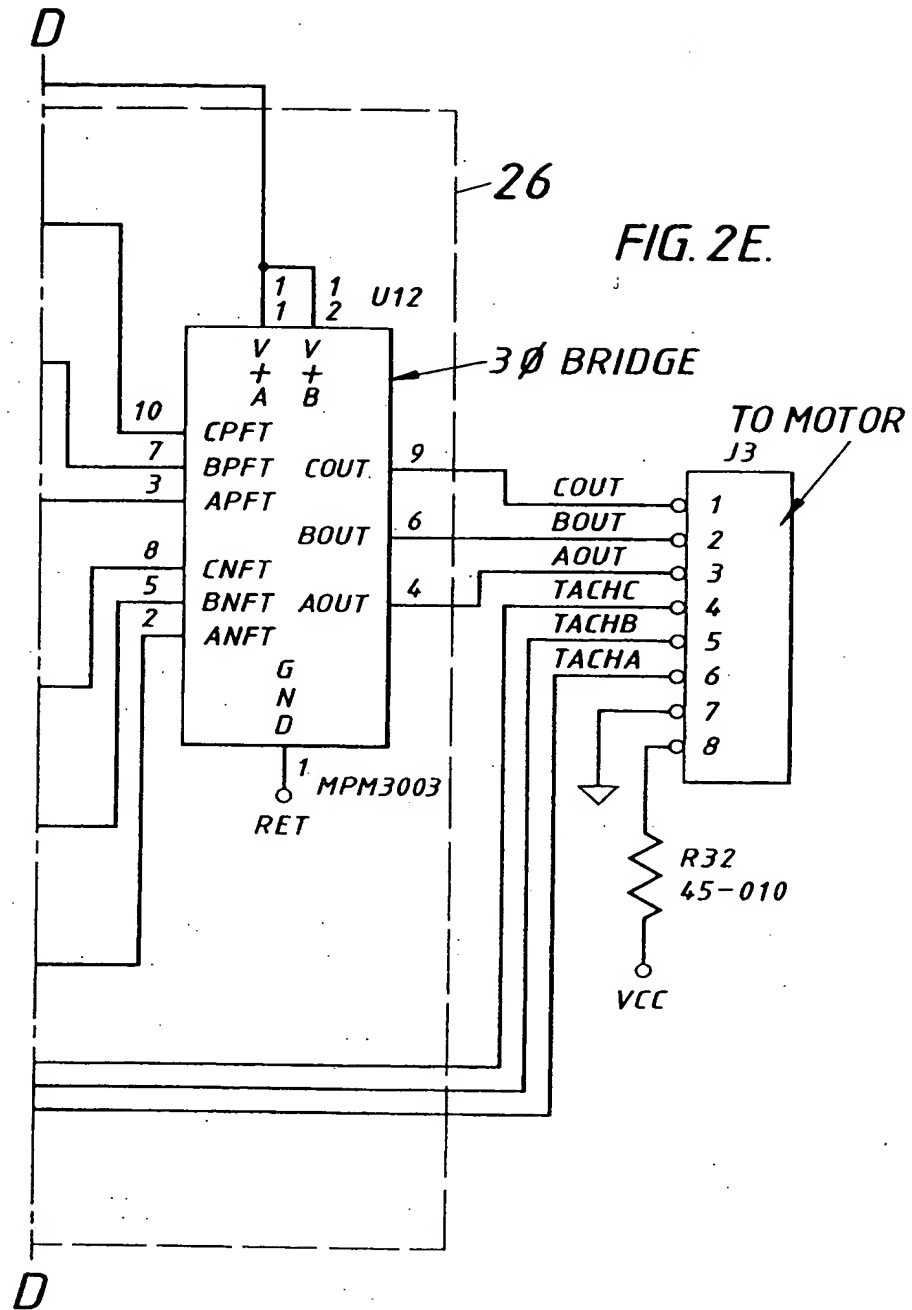 D
26
FIG. 2E.
1 1 U12
1 2
V V
+ +
A B
3Ø BRIDGE
TO MOTOR
J3
10 CPFT
7 BPFT
3 APFT
COUT 9
BOUT 6
8 CNFT
5 BNFT
2 ANFT
AOUT 4
G
N
D
1
MPM3003
RET
COUT 1
BOUT 2
AOUT 3
TACHC 4
TACHB 5
TACHA 6
7
8
R32
45-010
VCC
D